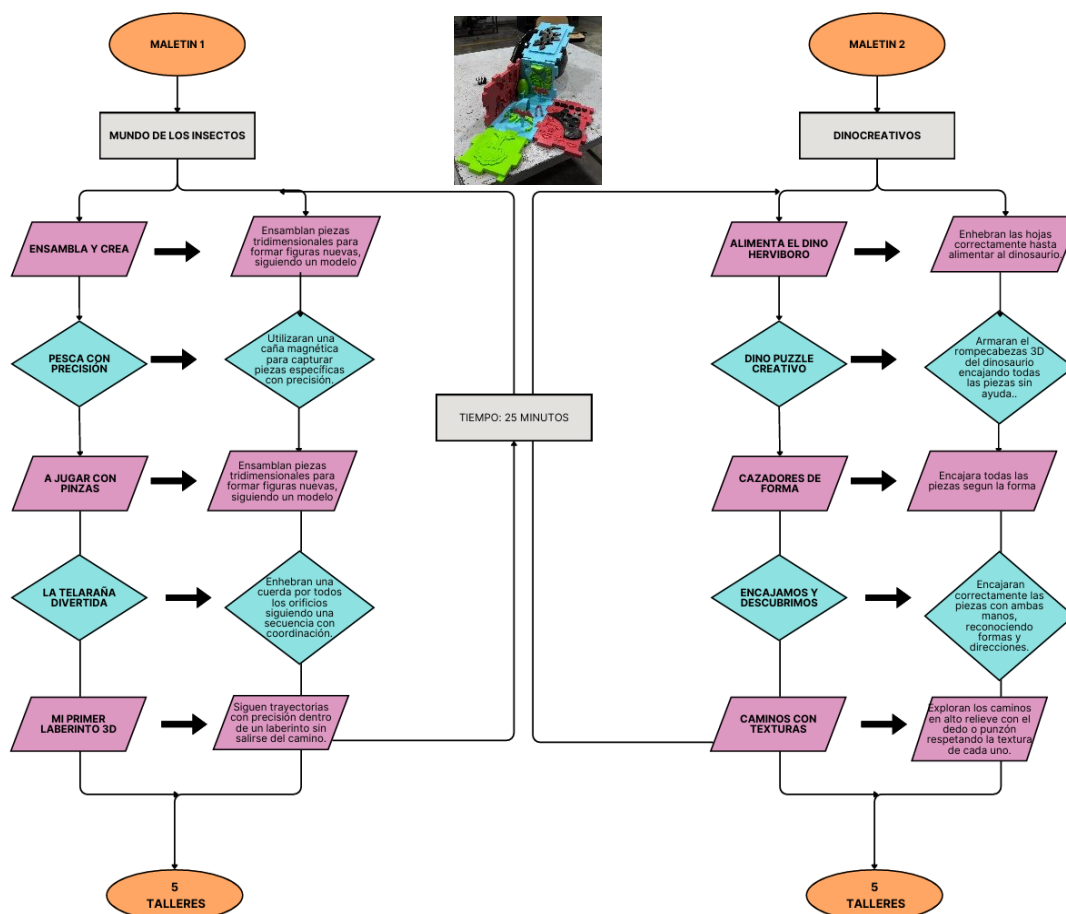 MALETIN 1
MUNDO DE LOS INSECTOS
ENSAMBLA Y CREA
Ensamblan piezas
tridimensionales para
formar figuras nuevas,
siguiendo un modelo
PESCA CON
PRECISIÓN
Utilizaran una
caña magnética
para capturar
piezas específicas
con precisión.
A JUGAR CON
PINZAS
Ensamblan piezas
tridimensionales para
formar figuras nuevas,
siguiendo un modelo
LA TELARAÑA
DIVERTIDA
Enhebran una
cuerda por todos
los orificios
siguiendo una
secuencia con
coordinación.
MI PRIMER
LABERINTO 3D
Siguen trayectorias
con precisión dentro
de un laberinto sin
salirse del camino.
5
TALLERES
TIEMPO: 25 MINUTOS
MALETIN 2
DINOCREATIVOS
ALIMENTA EL DINO
HERVIBORO
Enhebran las hojas
correctamente hasta
alimentar al dinosaurio.
DINO PUZZLE
CREATIVO
Armaran el
rompecabezas 3D
del dinosaurio
encajando todas
las piezas sin
ayuda..
CAZADORES DE
FORMA
Encajara todas las
piezas segun la forma
ENCAJAMOS Y
DESCUBRIMOS
Encajaran
correctamente las
piezas con ambas
manos,
reconociendo
formas y
direcciones.
CAMINOS CON
TEXTURAS
Exploran los caminos
en alto relieve con el
dedo o punzón
respetando la textura
de cada uno.
5
TALLERES